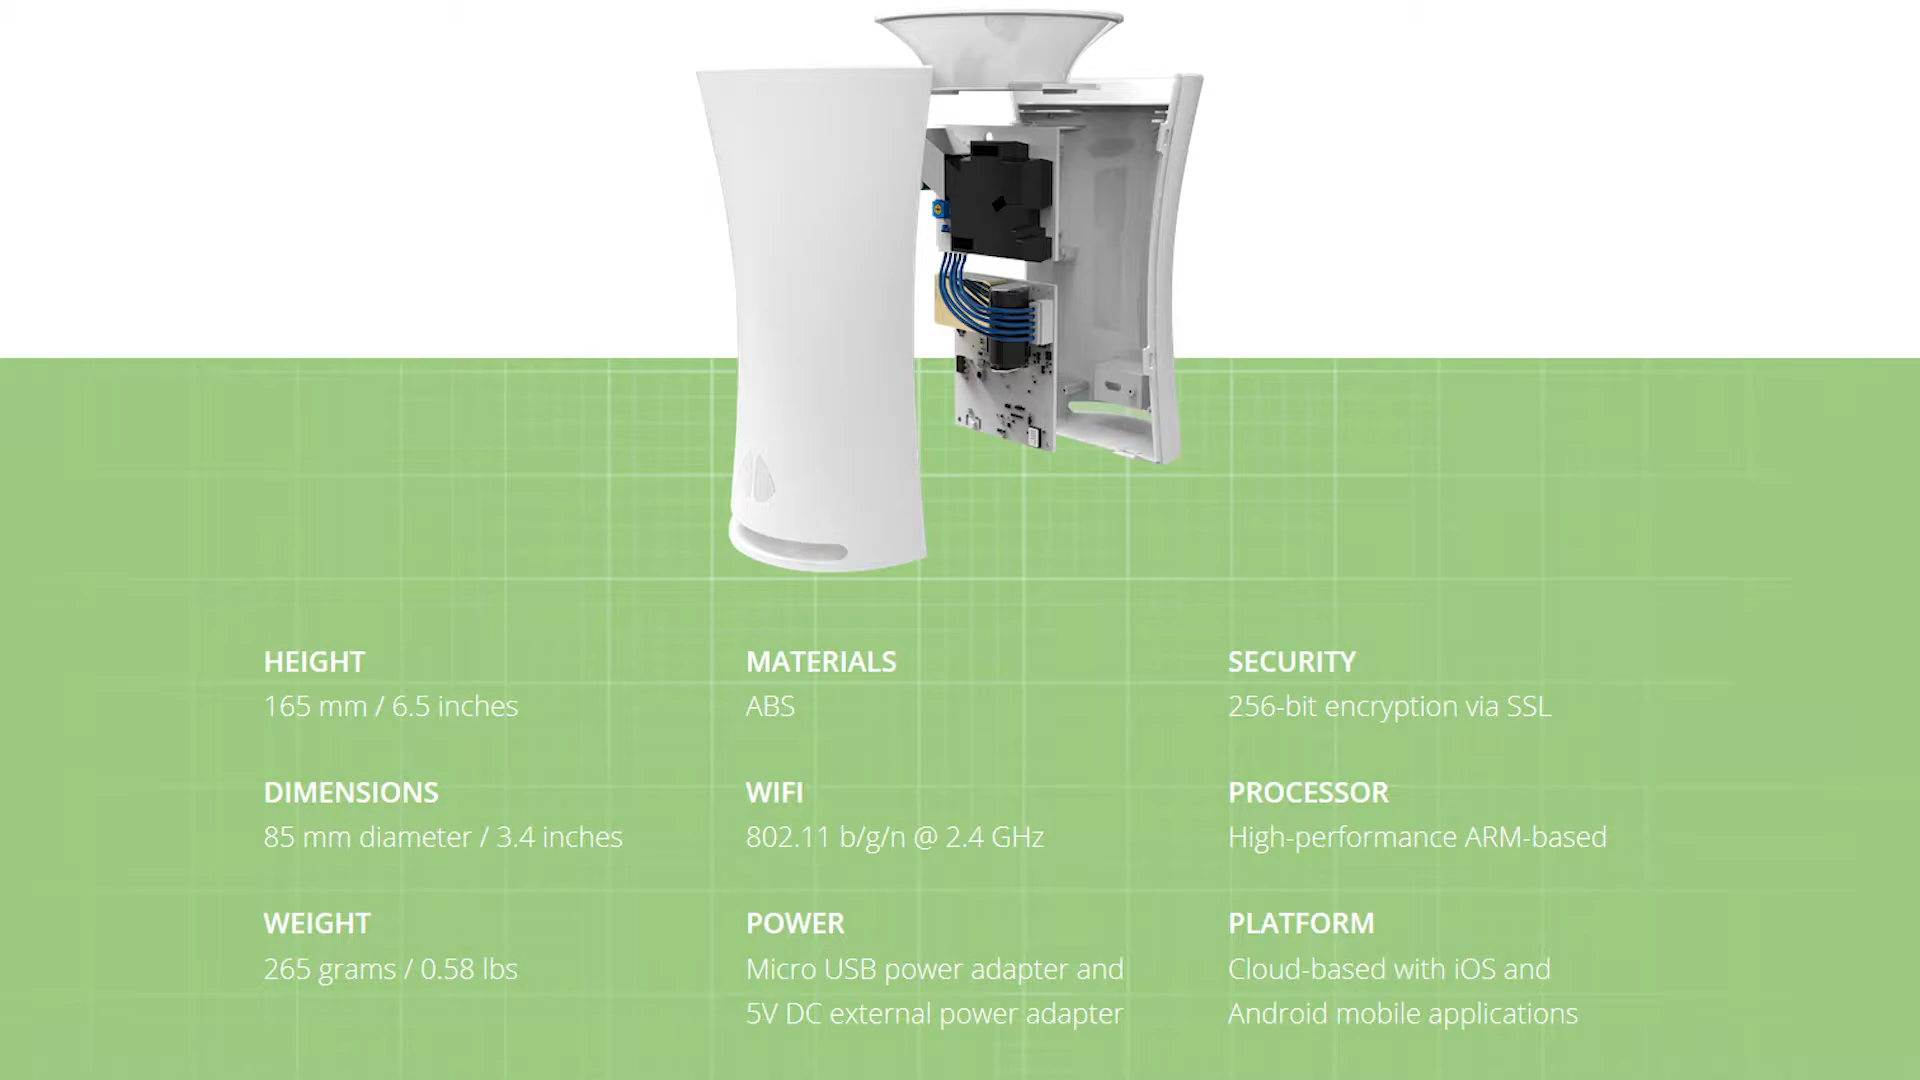 HEIGHT
165 mm / 6.5 inches
MATERIALS
ABS
SECURITY
256-bit encryption via SSL
DIMENSIONS
85 mm diameter / 3.4 inches
WIFI
802.11 b/g/n @ 2.4 GHz
PROCESSOR
High-performance ARM-based
WEIGHT
265 grams / 0.58 lbs
POWER
Micro USB power adapter and
5V DC external power adapter
PLATFORM
Cloud-based with iOS and
Android mobile applications